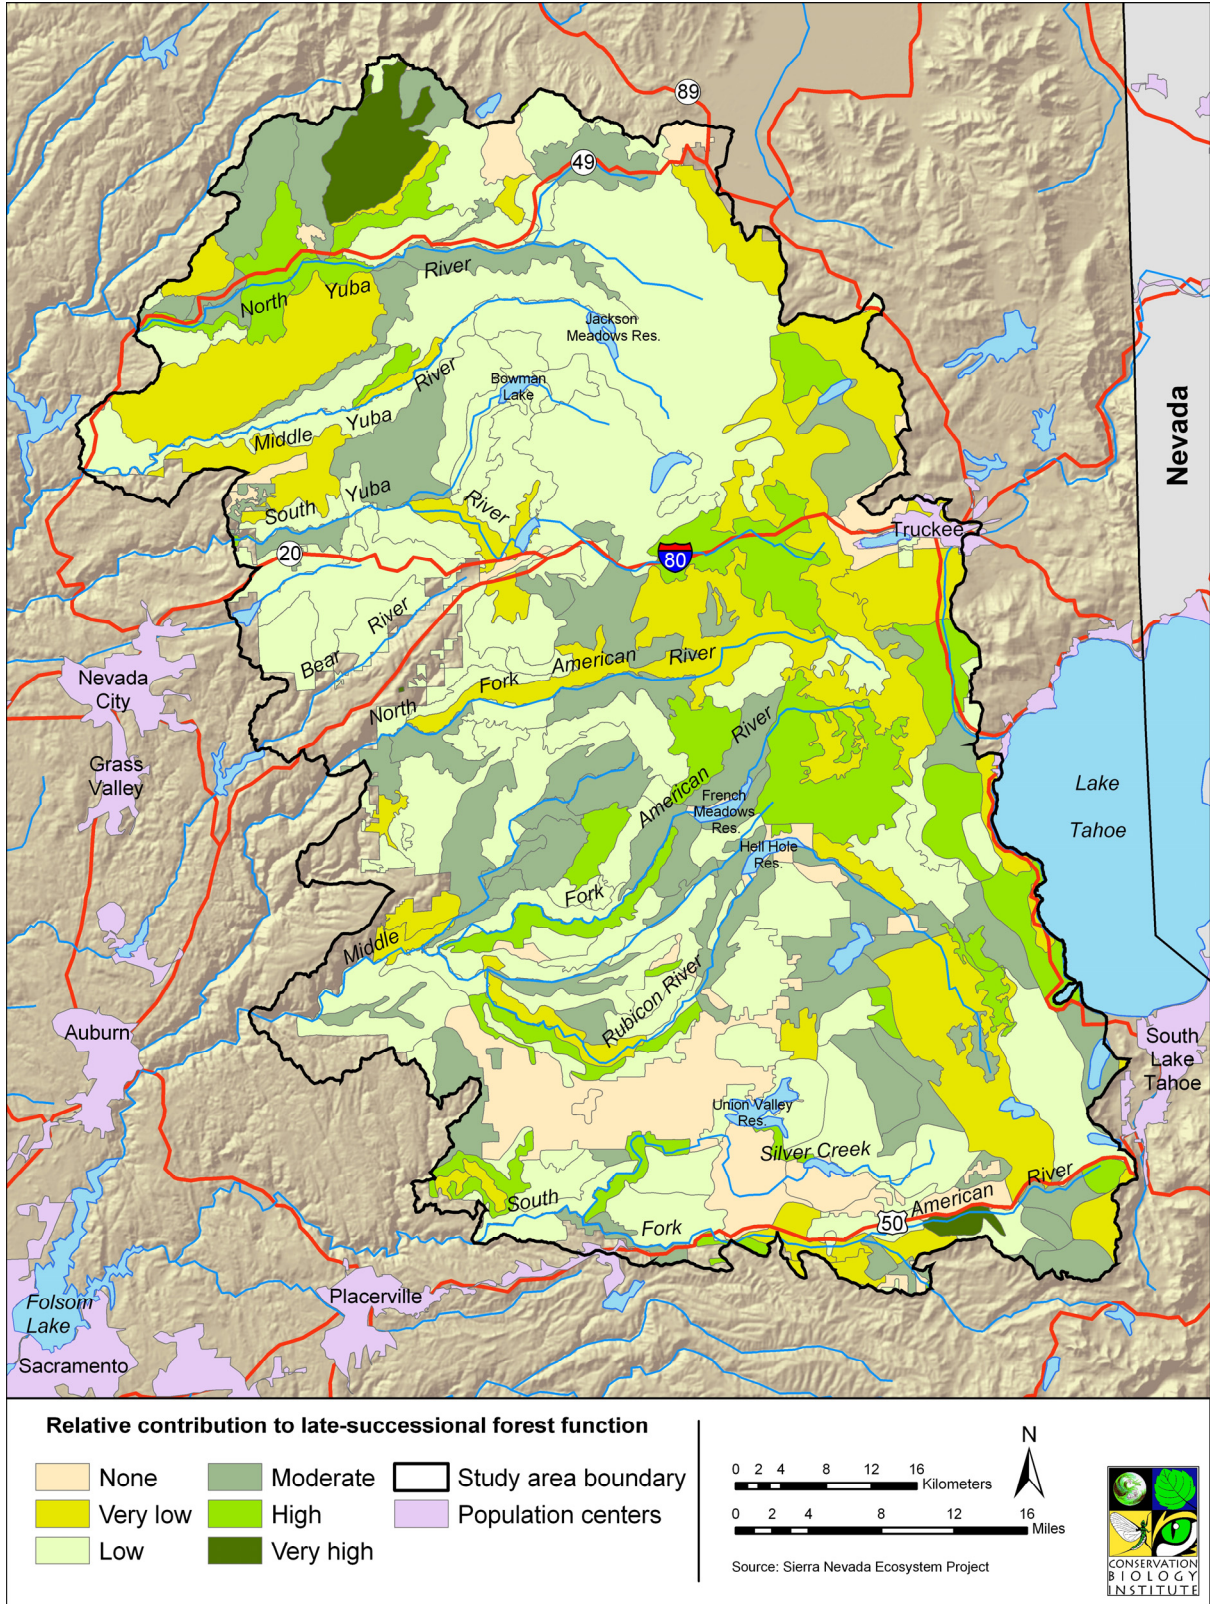 89
49
North Yuba River
Jackson
Meadows Res.
Bowman
Lake
Middle Yuba River
Nevada
South Yuba River
Truckee
20
80
Bear River
North Fork American River
Nevada
City
Grass
Valley
Lake
Tahoe
French
Meadows
Res.
Hell Hole
Res.
Middle Fork American River
Rubicon River
Auburn
South
Lake
Tahoe
Union Valley
Res.
Silver Creek
South Fork American River
50
Placerville
Folsom
Lake
Sacramento
Relative contribution to late-successional forest function
None
Very low
Low
Moderate
High
Very high
Study area boundary
Population centers
0 2 4 8 12 16
Kilometers
0 2 4 8 12 16
Miles
N
Source: Sierra Nevada Ecosystem Project
CONSERVATION
BIOLOGY
INSTITUTE